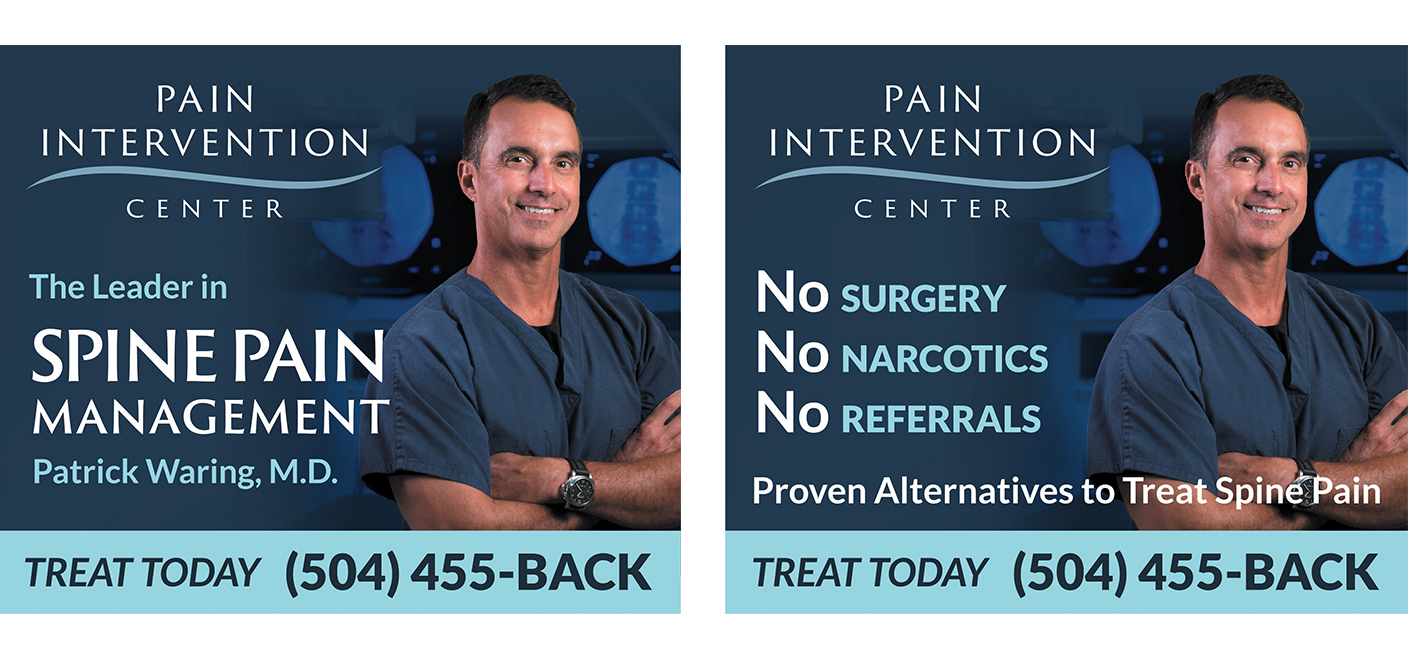 PAIN
INTERVENTION
CENTER
The Leader in
SPINE PAIN
MANAGEMENT
Patrick Waring, M.D.
TREAT TODAY (504) 455-BACK
PAIN
INTERVENTION
CENTER
No SURGERY
No NARCOTICS
No REFERRALS
Proven Alternatives to Treat Spine Pain
TREAT TODAY (504) 455-BACK